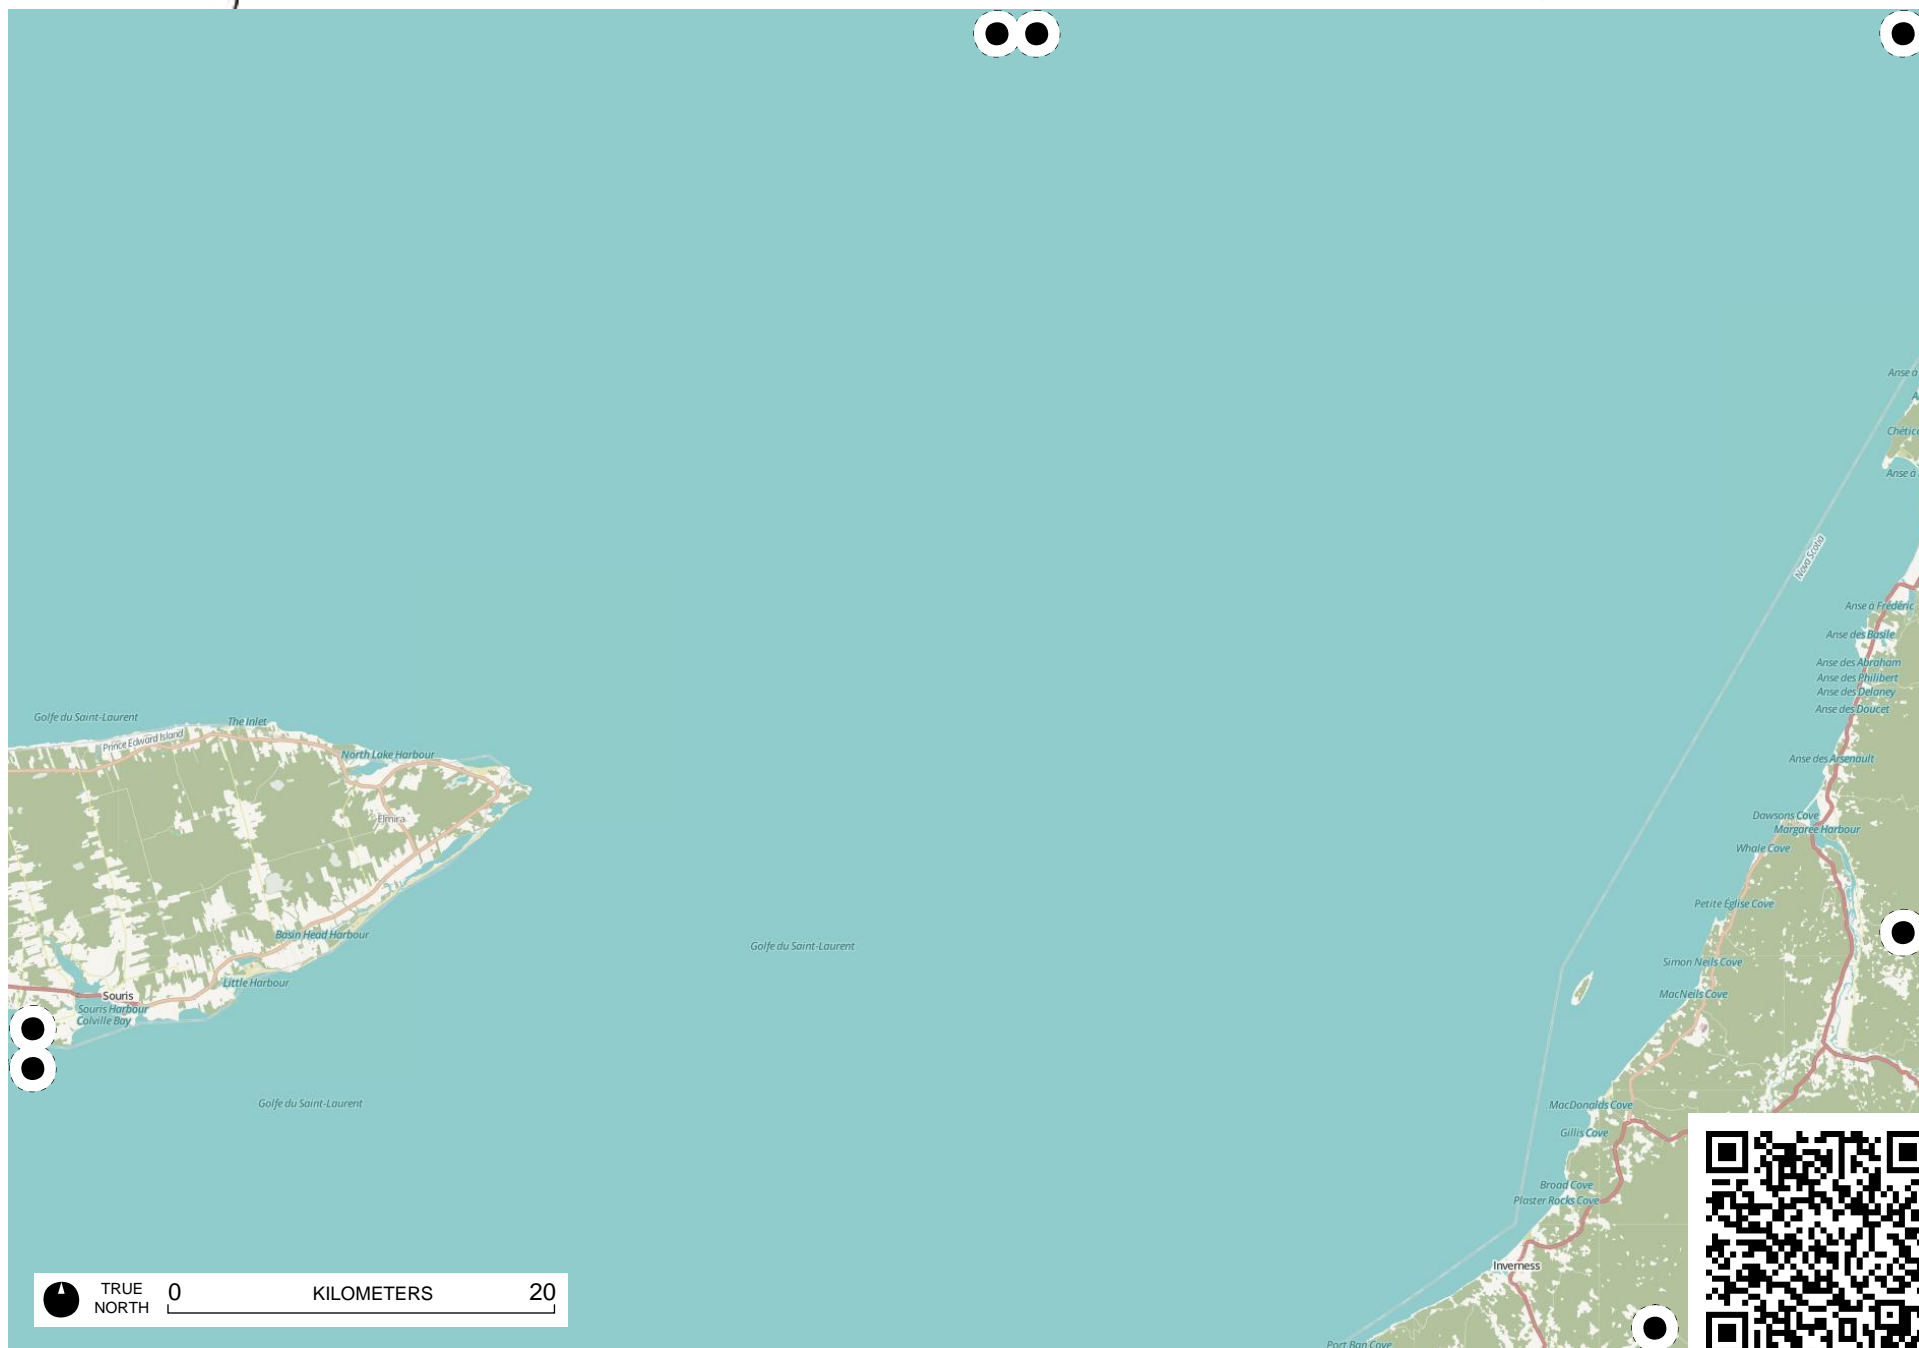 Anse à
A
Chétic
Anse à
Nova Scotia
Anse à Frédéric
Anse des Basile
Anse des Abraham
Anse des Philibert
Anse des Delaney
Anse des Doucet
Golfe du Saint-Laurent
The Inlet
Prince Edward Island
North Lake Harbour
Anse des Arsenault
Elmira
Dawsons Cove
Margaree Harbour
Whale Cove
Petite Église Cove
Basin Head Harbour
Golfe du Saint-Laurent
Simon Neils Cove
Little Harbour
Souris
MacNeils Cove
Souris Harbour
Colville Bay
Golfe du Saint-Laurent
MacDonalds Cove
Gillis Cove
Broad Cove
Plaster Rocks Cove
Inverness
TRUE NORTH
0 KILOMETERS 20
Port Ban Cove